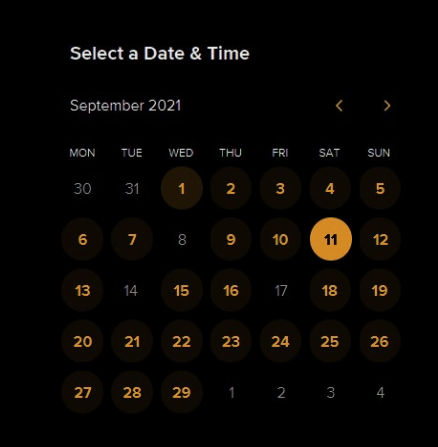 Select a Date & Time
September 2021
MON TUE WED THU FRI SAT SUN
30 31 1 2 3 4 5
6 7 8 9 10 11 12
13 14 15 16 17 18 19
20 21 22 23 24 25 26
27 28 29 1 2 3 4